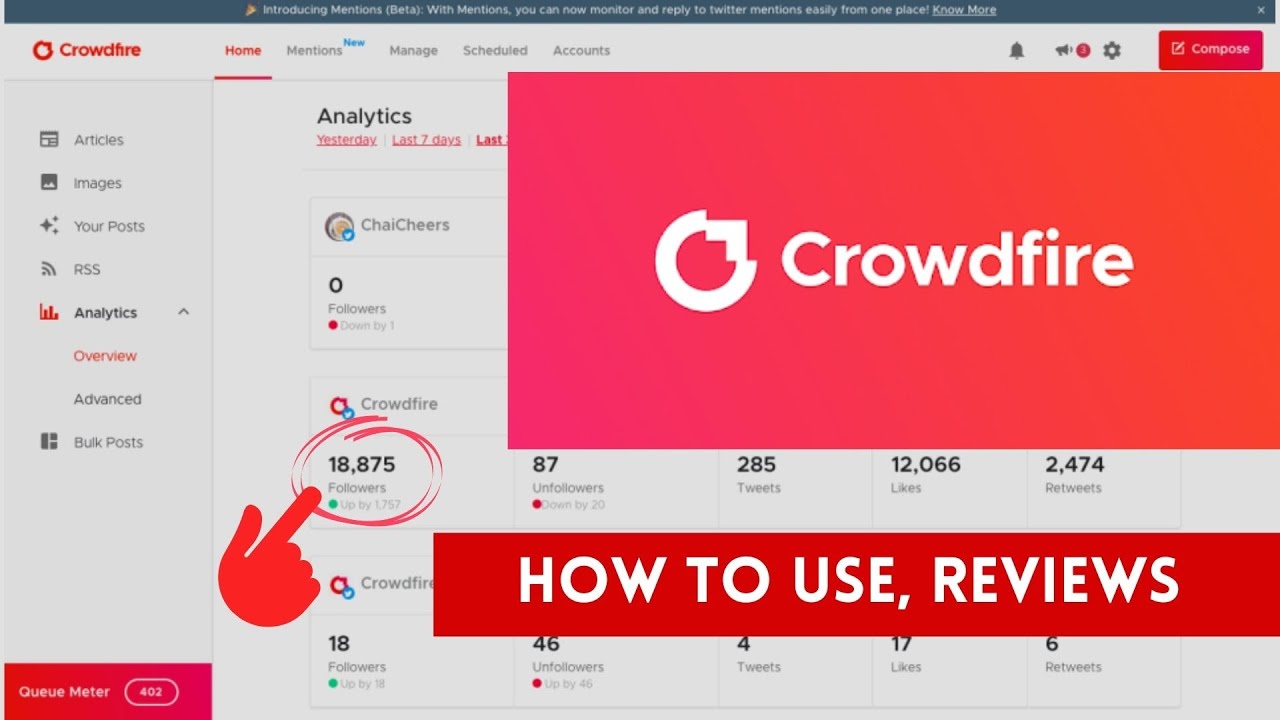 🎉 Introducing Mentions (Beta): With Mentions, you can now monitor and reply to twitter mentions easily from one place! Know More ×
Crowdfire Home Mentions New Manage Scheduled Accounts 3 Compose
Articles
Images
Your Posts
RSS
Analytics
Overview
Advanced
Bulk Posts
Queue Meter 402
Analytics
Yesterday | Last 7 days | Last
Crowdfire
ChaiCheers
0
Followers
Down by 1
Crowdfire
18,875 87 285 12,066 2,474
Followers Unfollowers Tweets Likes Retweets
Up by 1,757 Down by 20
HOW TO USE, REVIEWS
Crowdfire
18 46 4 17 6
Followers Unfollowers Tweets Likes Retweets
Up by 18 Up by 46